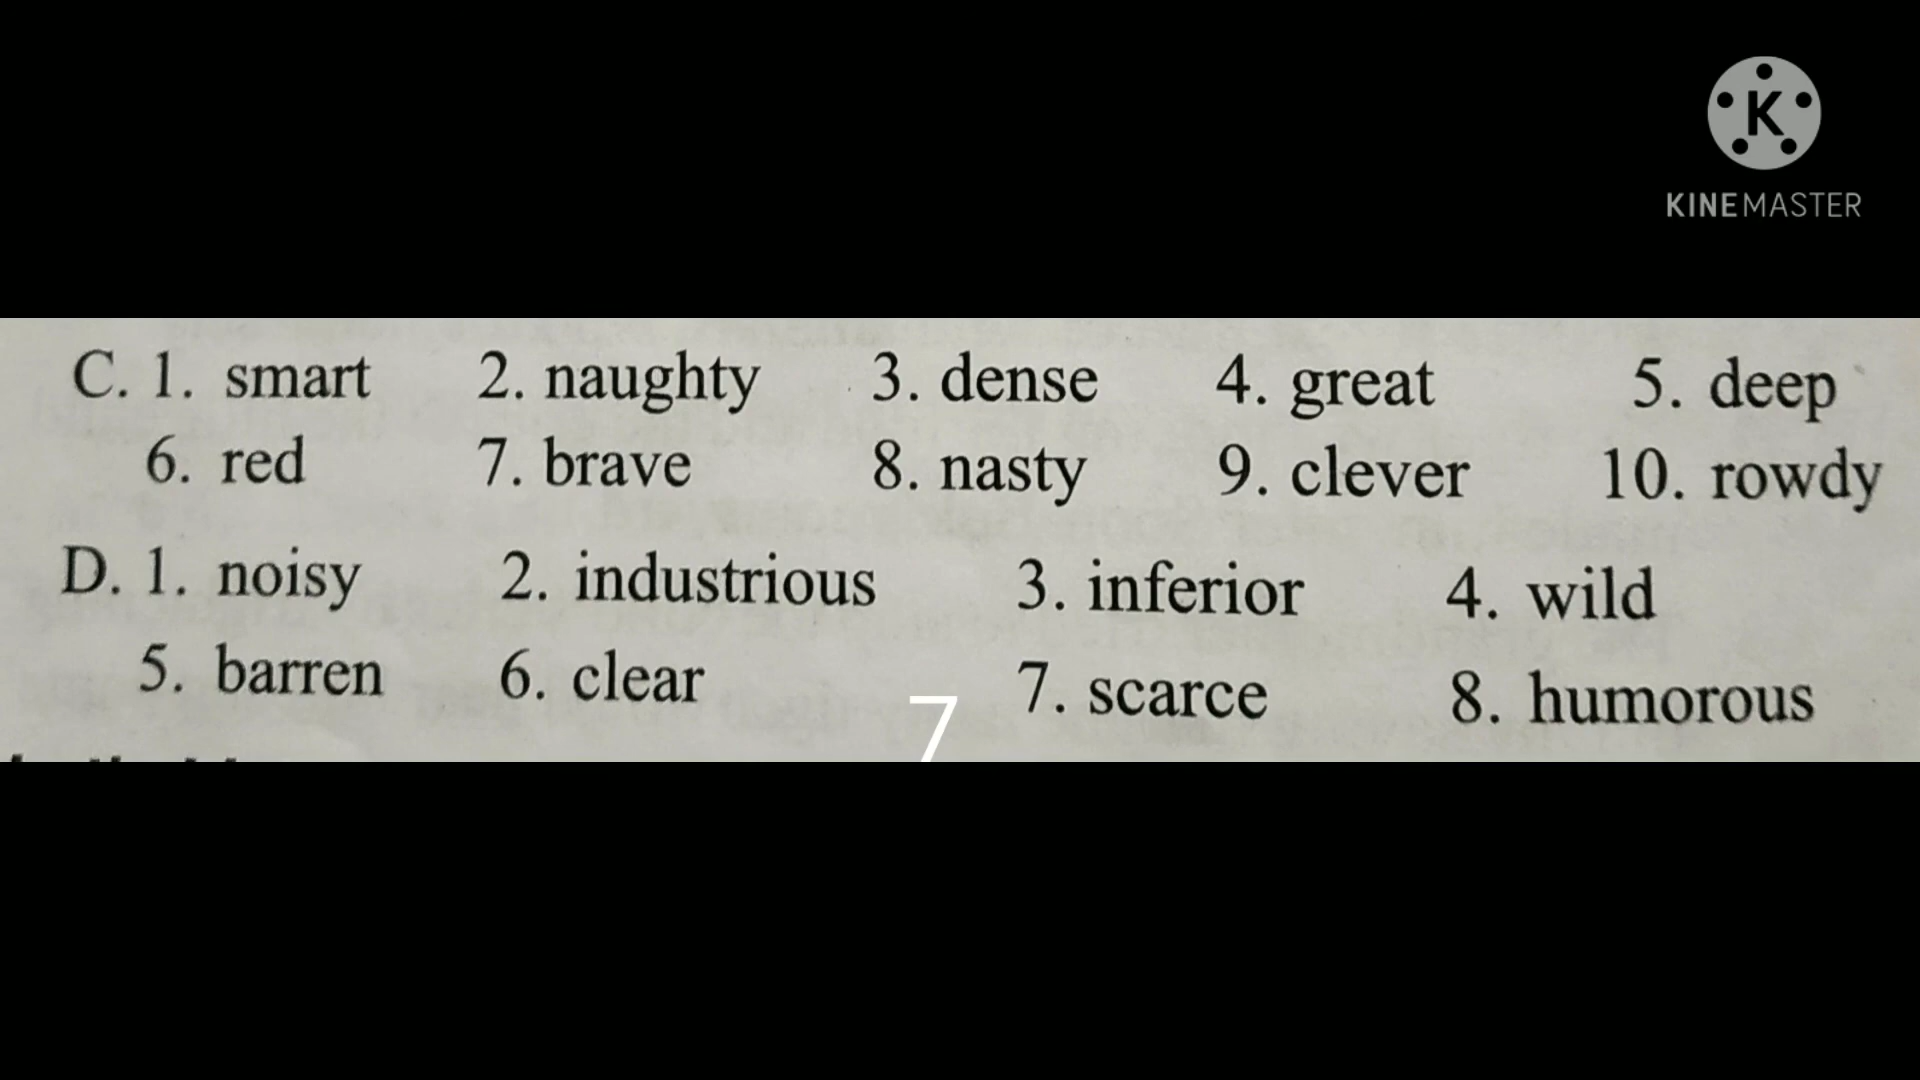 K
KINEMASTER
C. 1. smart 2. naughty 3. dense 4. great 5. deep
6. red 7. brave 8. nasty 9. clever 10. rowdy
D. 1. noisy 2. industrious 3. inferior 4. wild
5. barren 6. clear 7. scarce 8. humorous
7